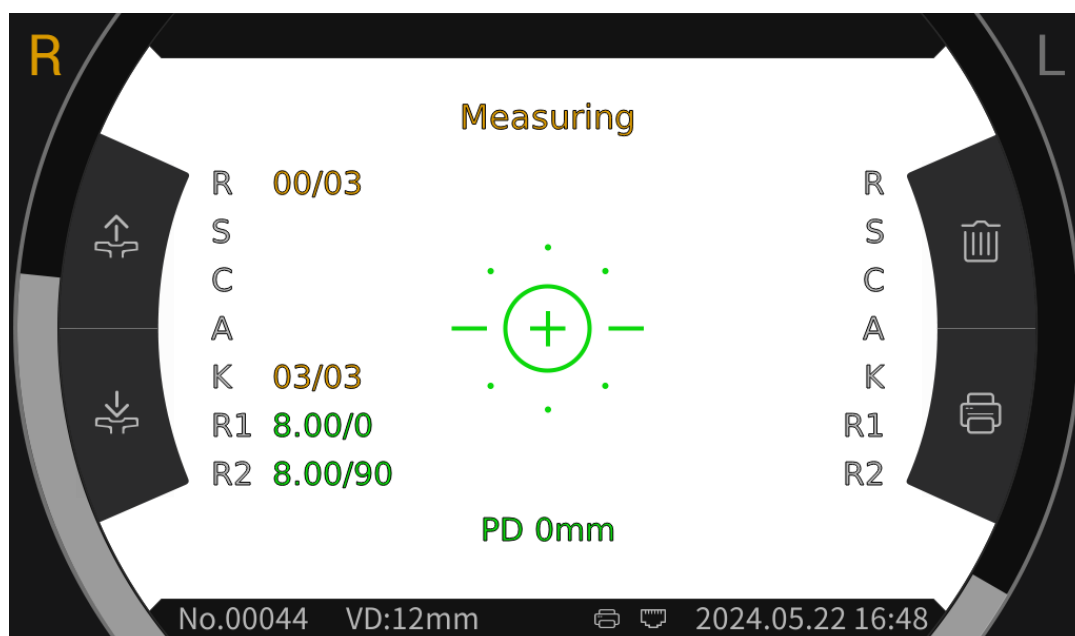 R L
Measuring
R 00/03 R
S S
C C
A A
K 03/03 K
R1 8.00/0 R1
R2 8.00/90 R2
PD 0mm
No.00044 VD:12mm 2024.05.22 16:48